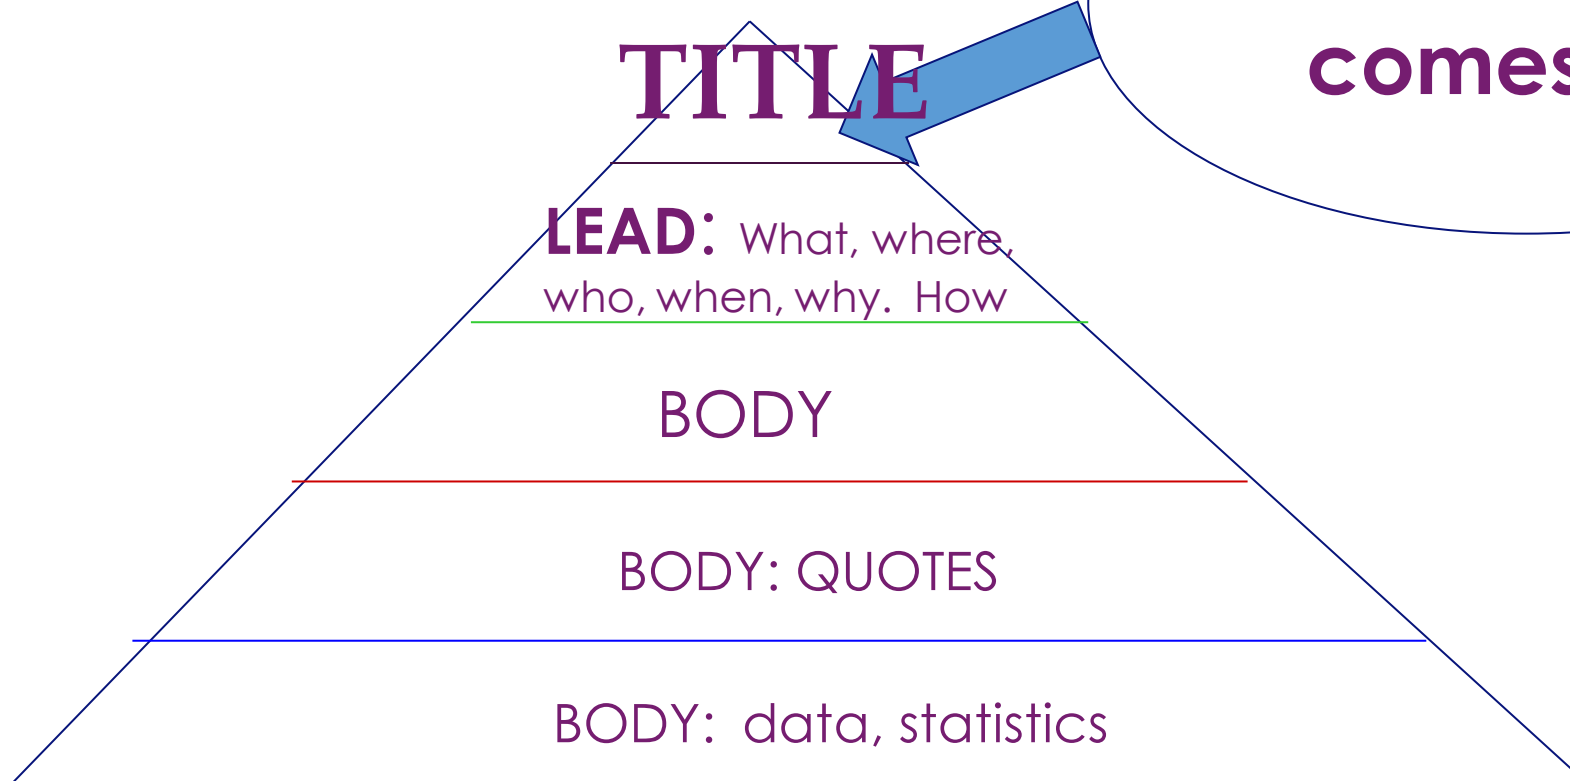 TITLE
comes
LEAD: What, where,
who, when, why. How
BODY
BODY: QUOTES
BODY: data, statistics